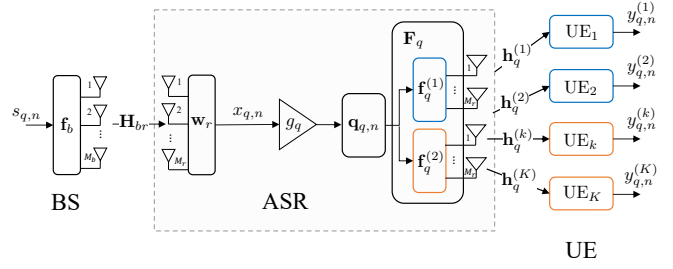 s_{q,n}
f_b
1
2
⋮
M_b
BS
H_{br}
1
2
⋮
M_r
w_r
x_{q,n}
g_q
ASR
q_{q,n}
F_q
f_q^{(1)}
1
⋮
M_r
f_q^{(2)}
1
⋮
M_r
h_q^{(1)}
h_q^{(2)}
h_q^{(k)}
h_q^{(K)}
UE_1
y_{q,n}^{(1)}
UE_2
y_{q,n}^{(2)}
UE_k
y_{q,n}^{(k)}
UE_K
y_{q,n}^{(K)}
UE